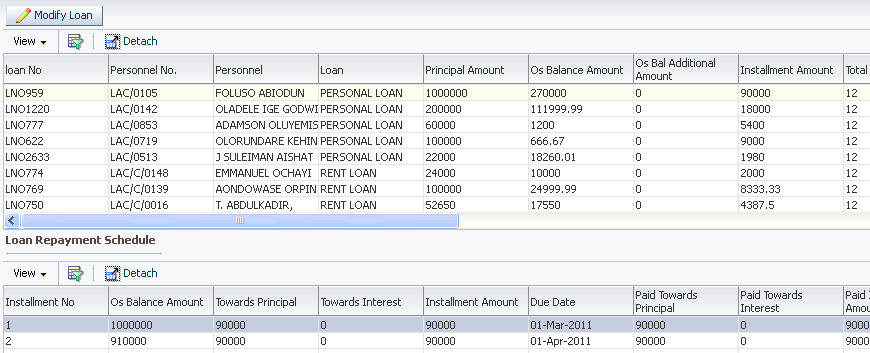 Modify Loan
View Detach
loan No Personnel No. Personnel Loan Principal Amount Os Balance Amount Os Bal Additional Amount Installment Amount Total
LNO959 LAC/0105 FOLUSO ABIODUN PERSONAL LOAN 1000000 270000 0 90000 12
LNO1220 LAC/0142 OLADELE IGE GODWI PERSONAL LOAN 200000 111999.99 0 18000 12
LNO777 LAC/0853 ADAMSON OLUYEMIS PERSONAL LOAN 60000 1200 0 5400 12
LNO622 LAC/0719 OLORUNDARE KEHIN PERSONAL LOAN 100000 666.67 0 9000 12
LNO2633 LAC/0513 J SULEIMAN AISHAT PERSONAL LOAN 22000 18260.01 0 1980 12
LNO774 LAC/C/0148 EMMANUEL OCHAYI RENT LOAN 24000 10000 0 2000 12
LNO769 LAC/C/0139 AONDOWASE ORPIN RENT LOAN 100000 24999.99 0 8333.33 12
LNO750 LAC/C/0016 T. ABDULKADIR, RENT LOAN 52650 17550 0 4387.5 12
Loan Repayment Schedule
View Detach
Installment No Os Balance Amount Towards Principal Towards Interest Installment Amount Due Date Paid Towards Principal Paid Towards Interest Paid I Amou
1 1000000 90000 0 90000 01-Mar-2011 90000 0 90000
2 910000 90000 0 90000 01-Apr-2011 90000 0 90000